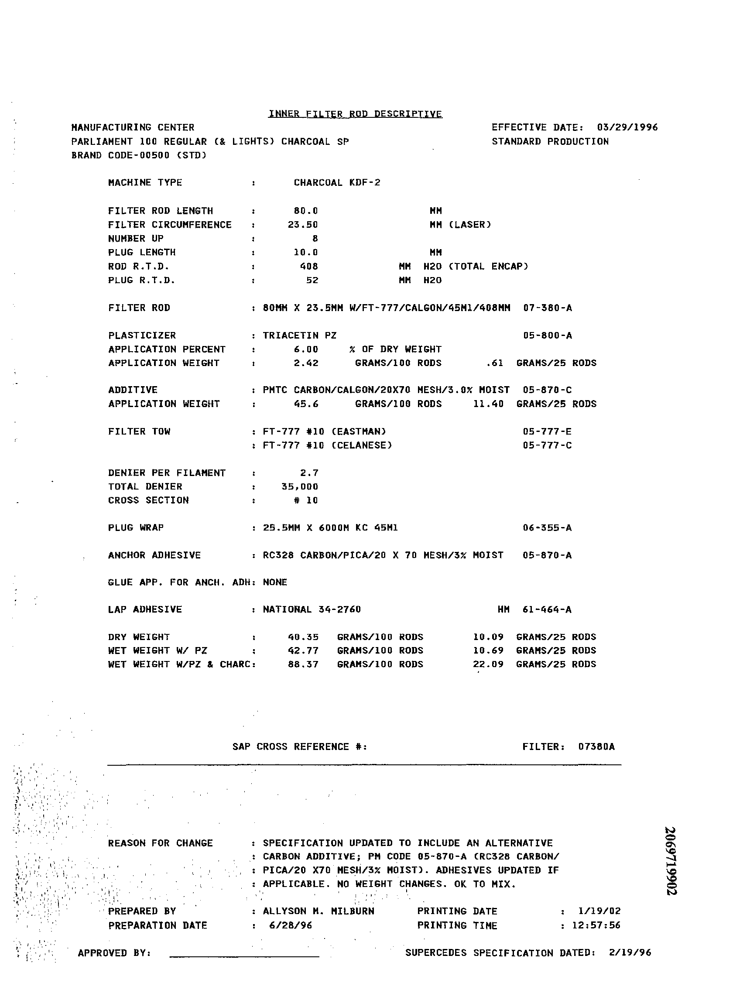 INNER FILTER ROD DESCRIPTIVE
MANUFACTURING CENTER EFFECTIVE DATE: 03/29/1996
PARLIAMENT 100 REGULAR (& LIGHTS) CHARCOAL SP STANDARD PRODUCTION
BRAND CODE-00500 (STD)
MACHINE TYPE : CHARCOAL KDF-2
FILTER ROD LENGTH : 80.0 MM
FILTER CIRCUMFERENCE : 23.50 MM (LASER)
NUMBER UP : 8
PLUG LENGTH : 10.0 MM
ROD R.T.D. : 408 MM H2O (TOTAL ENCAP)
PLUG R.T.D. : 52 MM H2O
FILTER ROD : 80MM X 23.5MM W/FT-777/CALGON/45M1/408MM 07-380-A
PLASTICIZER : TRIACETIN PZ 05-800-A
APPLICATION PERCENT : 6.00 % OF DRY WEIGHT
APPLICATION WEIGHT : 2.42 GRAMS/100 RODS .61 GRAMS/25 RODS
ADDITIVE : PMTC CARBON/CALGON/20X70 MESH/3.0% MOIST 05-870-C
APPLICATION WEIGHT : 45.6 GRAMS/100 RODS 11.40 GRAMS/25 RODS
FILTER TOW : FT-777 #10 (EASTMAN) 05-777-E
: FT-777 #10 (CELANESE) 05-777-C
DENIER PER FILAMENT : 2.7
TOTAL DENIER : 35,000
CROSS SECTION : # 10
PLUG WRAP : 25.5MM X 6000M KC 45M1 06-355-A
ANCHOR ADHESIVE : RC328 CARBON/PICA/20 X 70 MESH/3% MOIST 05-870-A
GLUE APP. FOR ANCH. ADH: NONE
LAP ADHESIVE : NATIONAL 34-2760 HM 61-464-A
DRY WEIGHT : 40.35 GRAMS/100 RODS 10.09 GRAMS/25 RODS
WET WEIGHT W/ PZ : 42.77 GRAMS/100 RODS 10.69 GRAMS/25 RODS
WET WEIGHT W/PZ & CHARC: 88.37 GRAMS/100 RODS 22.09 GRAMS/25 RODS
SAP CROSS REFERENCE #: FILTER: 07380A
REASON FOR CHANGE : SPECIFICATION UPDATED TO INCLUDE AN ALTERNATIVE
: CARBON ADDITIVE; PM CODE 05-870-A (RC328 CARBON/
: PICA/20 X70 MESH/3% MOIST). ADHESIVES UPDATED IF
: APPLICABLE. NO WEIGHT CHANGES. OK TO MIX.
PREPARED BY : ALLYSON M. MILBURN PRINTING DATE : 1/19/02
PREPARATION DATE : 6/28/96 PRINTING TIME : 12:57:56
APPROVED BY: SUPERCEDES SPECIFICATION DATED: 2/19/96
2069719902